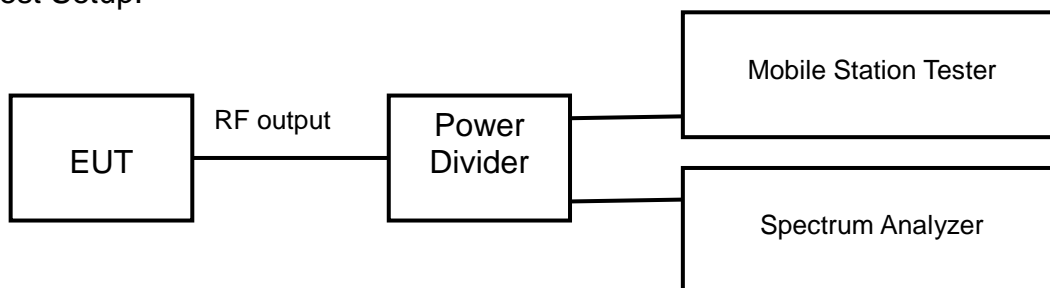 est Setup:
Mobile Station Tester
RF output
EUT
Power
Divider
Spectrum Analyzer